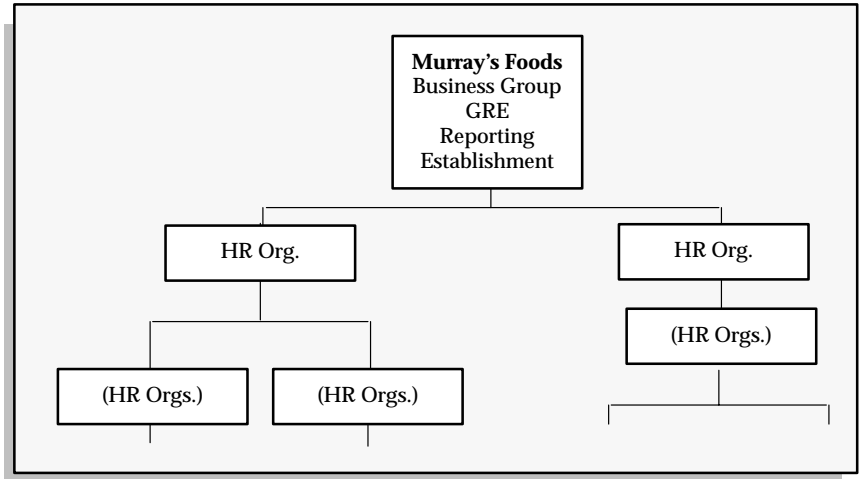 Murray's Foods
Business Group
GRE
Reporting
Establishment
HR Org.
HR Org.
(HR Orgs.)
(HR Orgs.)
(HR Orgs.)